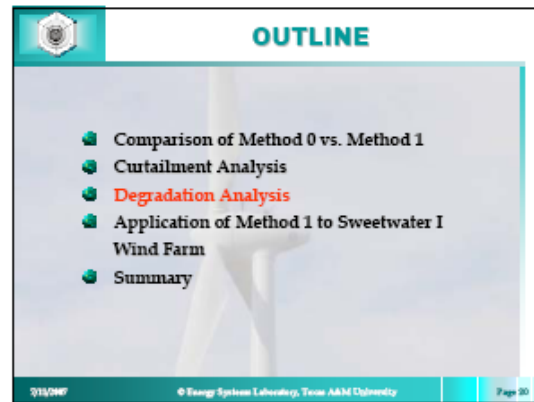 OUTLINE
Comparison of Method 0 vs. Method 1
Curtailment Analysis
Degradation Analysis
Application of Method 1 to Sweetwater I
Wind Farm
Summary
© Energy Systems Laboratory, Texas A&M University
Page 20